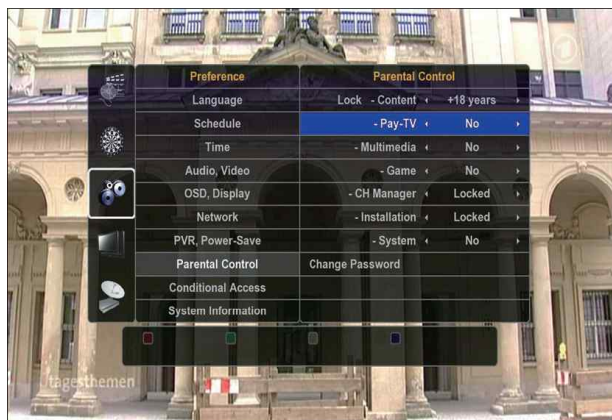 Preference
Language
Schedule
Time
Audio, Video
OSD, Display
Network
PVR, Power-Save
Parental Control
Conditional Access
System Information
Parental Control
Lock - Content +18 years
- Pay-TV No
- Multimedia No
- Game No
- CH Manager Locked
- Installation Locked
- System No
Change Password
tagesthemen